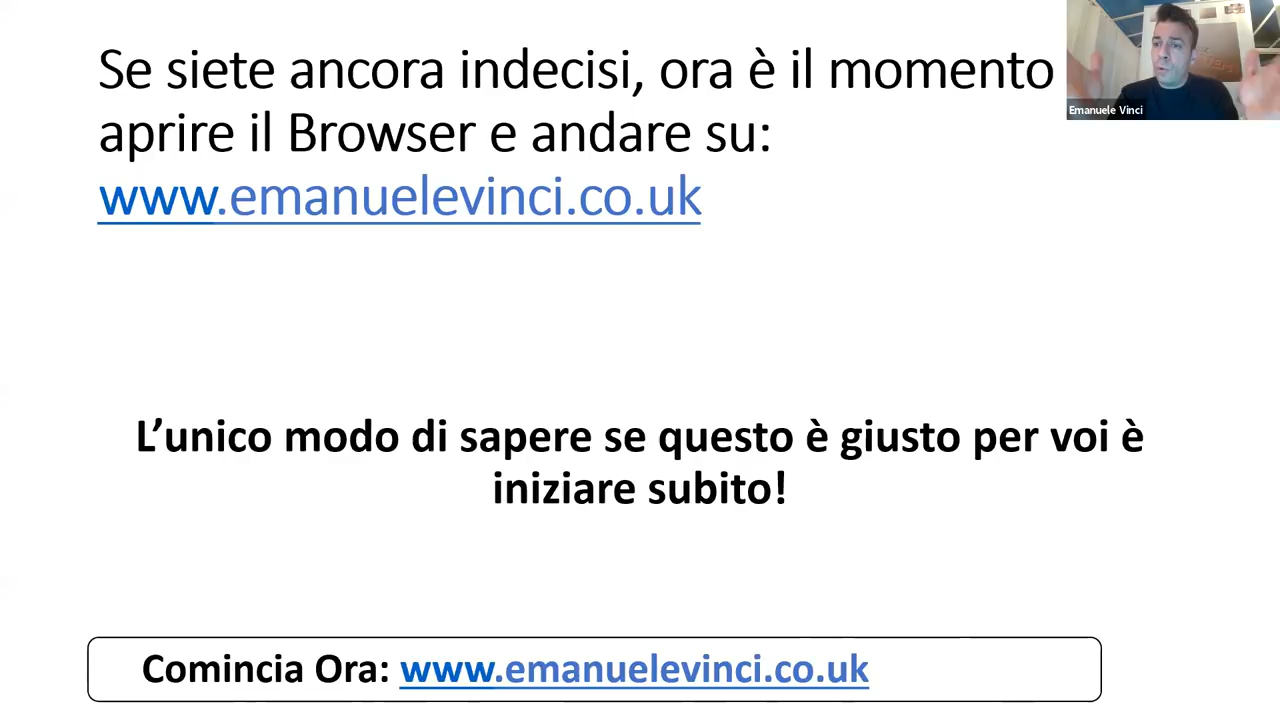 Se siete ancora indecisi, ora è il momento
aprire il Browser e andare su:
www.emanuelevinci.co.uk
Emanuele Vinci
L’unico modo di sapere se questo è giusto per voi è
iniziare subito!
Comincia Ora: www.emanuelevinci.co.uk